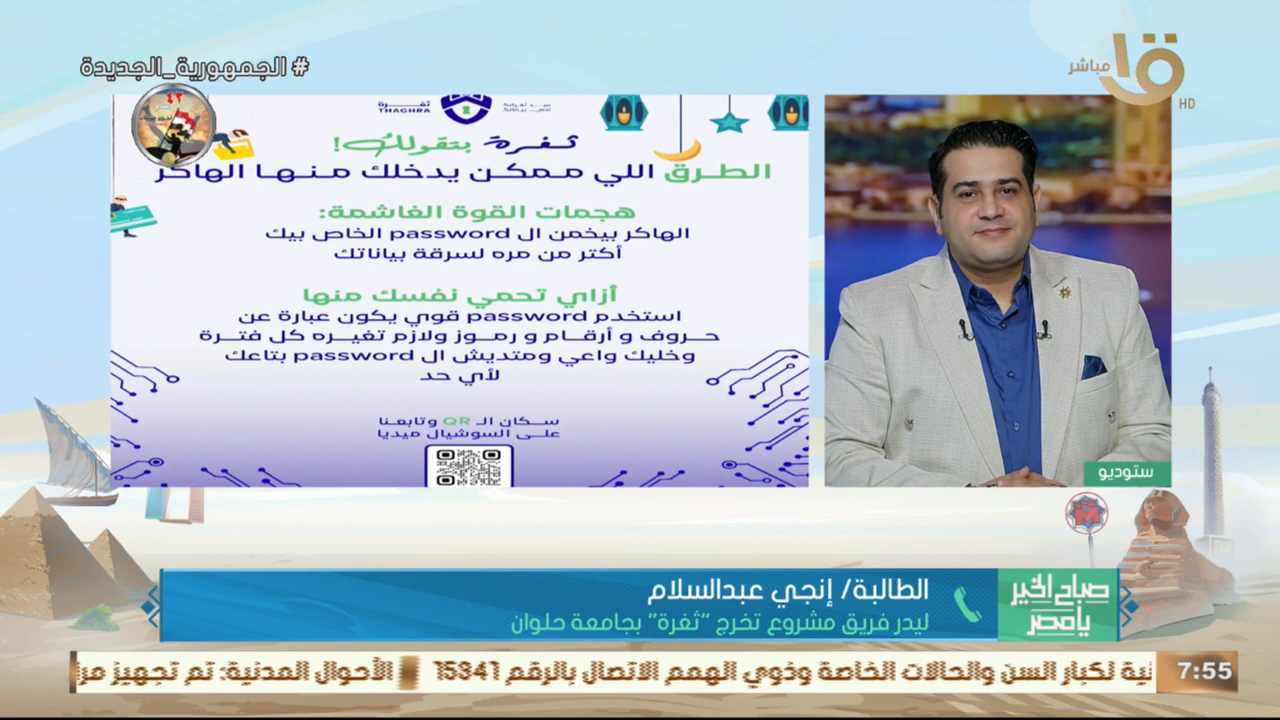 #الجمهورية_الجديدة
مباشر
HD
ثغرة
THAGHRA
٤٢
ثغرة بتقولك!
الطرق اللي ممكن يدخلك منها الهاكر
هجمات القوة الغاشمة:
الهاكر بيخمن ال password الخاص بيك
أكتر من مره لسرقة بياناتك
أزاي تحمي نفسك منها
استخدم password قوي يكون عبارة عن
حروف و أرقام و رموز ولازم تغيره كل فترة
وخليك واعي ومتديش ال password بتاعك
لأي حد
سكان الـ QR وتابعنا
على السوشيال ميديا
ستوديو
M
صباح الخير
يا مصر
الطالبة/ إنجي عبدالسلام
ليدر فريق مشروع تخرج "ثغرة" بجامعة حلوان
7:55
نية لكبار السن والحالات الخاصة وذوي الهمم الاتصال بالرقم 15341 الأحوال المدنية: تم تجهيز مرا